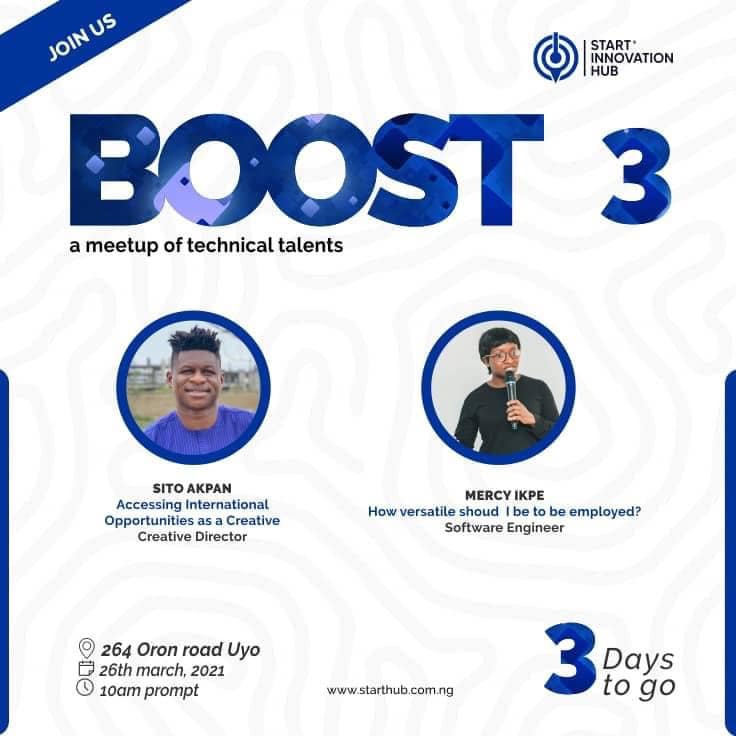 JOIN US
START
INNOVATION
HUB
BOOST 3
a meetup of technical talents
SITO AKPAN
Accessing International
Opportunities as a Creative
Creative Director
MERCY IKPE
How versatile shoud I be to be employed?
Software Engineer
264 Oron road Uyo
26th march, 2021
10am prompt
www.starthub.com.ng
3 Days
to go